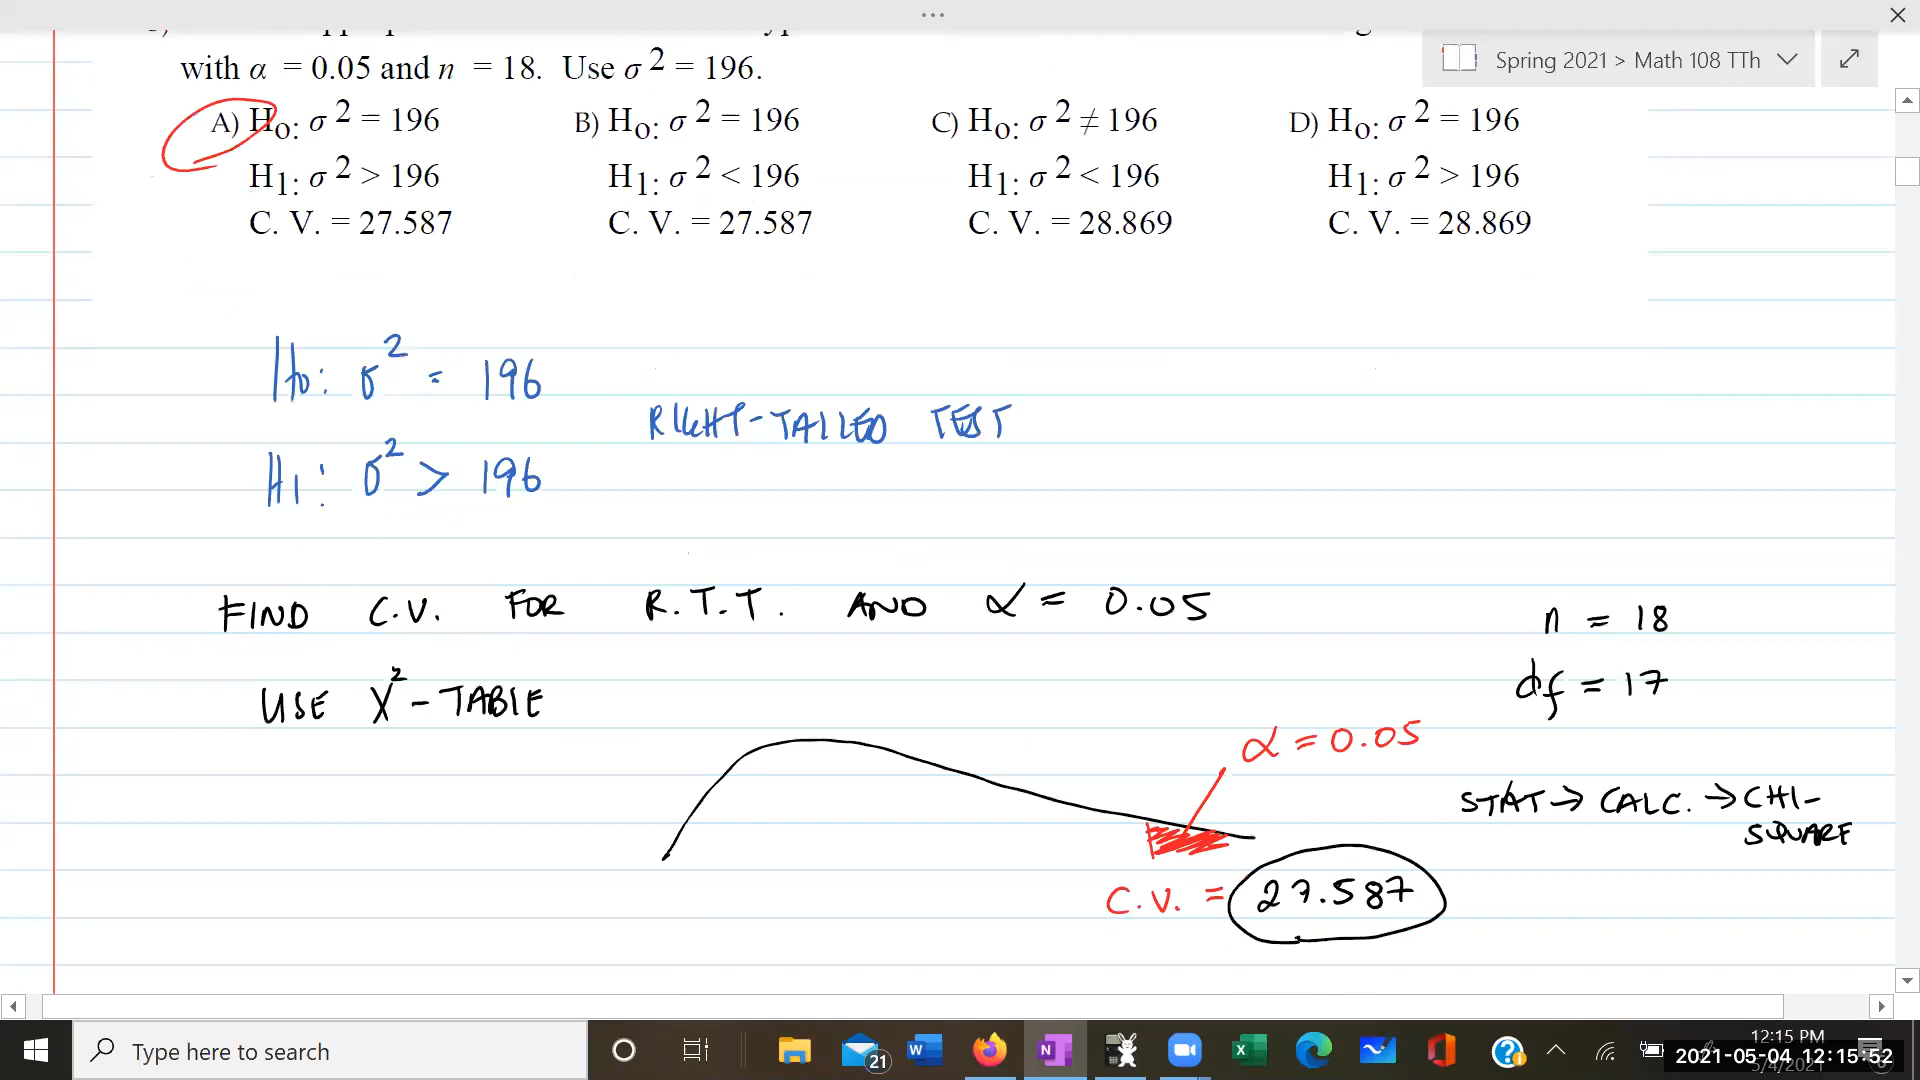 with α = 0.05 and n = 18. Use σ 2 = 196.
Spring 2021 > Math 108 TTh
A) Ho: σ 2 = 196
B) Ho: σ 2 = 196
C) Ho: σ 2 ≠ 196
D) Ho: σ 2 = 196
H1: σ 2 > 196
H1: σ 2 < 196
H1: σ 2 < 196
H1: σ 2 > 196
C. V. = 27.587
C. V. = 27.587
C. V. = 28.869
C. V. = 28.869
H0: σ² = 196
RIGHT-TAILED TEST
H1: σ² > 196
FIND C.V. FOR R.T.T. AND α = 0.05
n = 18
USE X²-TABLE
df = 17
α = 0.05
STAT → CALC. → CHI-
SQUARE
C.V. = 27.587
Type here to search
21
12:15 PM
2021-05-04 12:15:52